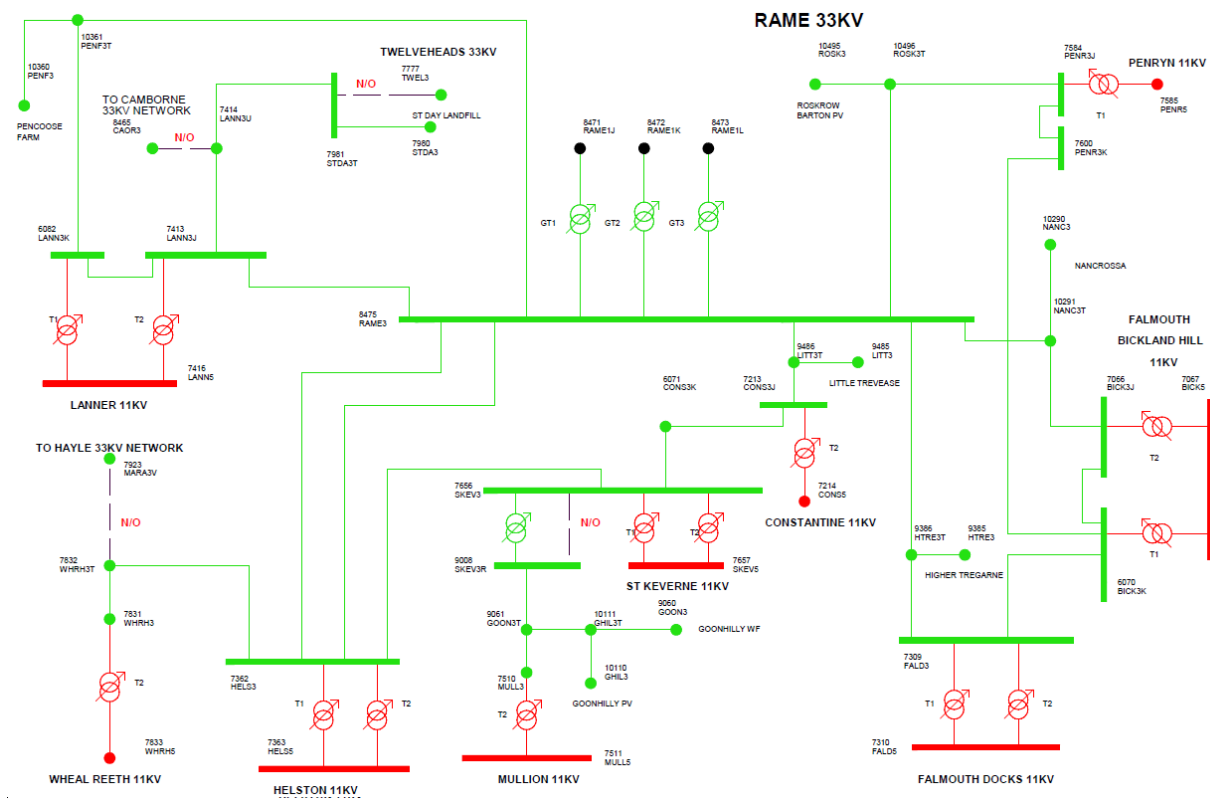 RAME 33KV
10361
PENF3T
10360
PENF3
PENCOOSE
FARM
TWELVEHEADS 33KV
7777
TWEL3
N/O
ST DAY LANDFILL
7980
STDA3
7981
STDA3T
TO CAMBORNE
33KV NETWORK
8465
CAOR3
N/O
7414
LANN3U
8471
RAME1J
8472
RAME1K
8473
RAME1L
GT1
GT2
GT3
10495
ROSK3
10496
ROSK3T
ROSKROW
BARTON PV
7584
PENR3J
PENRYN 11KV
T1
7585
PENR5
7600
PENR3K
6082
LANN3K
7413
LANN3J
T1
T2
7416
LANN5
LANNER 11KV
8475
RAME3
10290
NANC3
NANCROSSA
10291
NANC3T
FALMOUTH
BICKLAND HILL
11KV
7066
BICK3J
7067
BICK5
T2
T1
6070
BICK3K
9486
LITT3T
9485
LITT3
LITTLE TREVEASE
6071
CONS3K
7213
CONS3J
T2
7214
CONS5
CONSTANTINE 11KV
TO HAYLE 33KV NETWORK
7923
MARA3V
N/O
7832
WHRH3T
7831
WHRH3
T2
7833
WHRH5
WHEAL REETH 11KV
7656
SKEV3
N/O
T1
T2
9008
SKEV3R
7657
SKEV5
ST KEVERNE 11KV
9061
GOON3T
10111
GHIL3T
9060
GOON3
GOONHILLY WF
7510
MULL3
10110
GHIL3
GOONHILLY PV
T2
7511
MULL5
MULLION 11KV
7362
HELS3
T1
T2
7363
HELS5
HELSTON 11KV
9386
HTRE3T
9385
HTRE3
HIGHER TREGARNE
7309
FALD3
T1
T2
7310
FALD5
FALMOUTH DOCKS 11KV